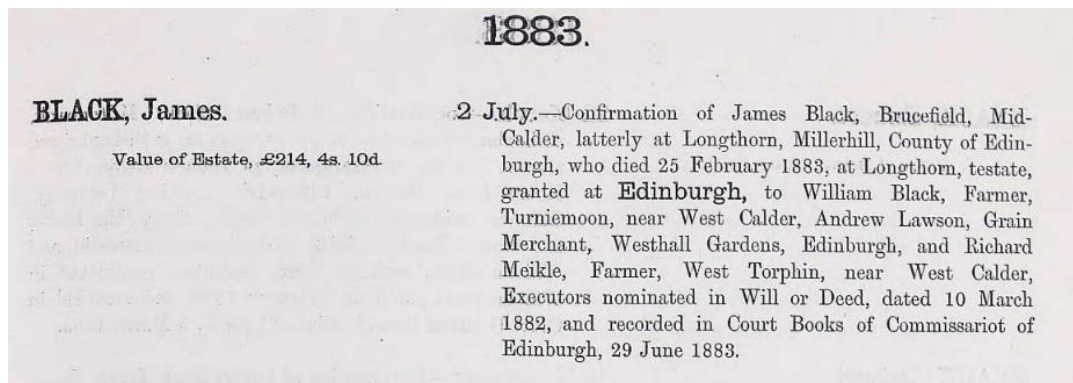 1883.
BLACK, James.
Value of Estate, £214, 4s. 10d.
2 July.—Confirmation of James Black, Brucefield, Mid-
Calder, latterly at Longthorn, Millerhill, County of Edin-
burgh, who died 25 February 1883, at Longthorn, testate,
granted at Edinburgh, to William Black, Farmer,
Turniemoon, near West Calder, Andrew Lawson, Grain
Merchant, Westhall Gardens, Edinburgh, and Richard
Meikle, Farmer, West Torphin, near West Calder,
Executors nominated in Will or Deed, dated 10 March
1882, and recorded in Court Books of Commissariot of
Edinburgh, 29 June 1883.